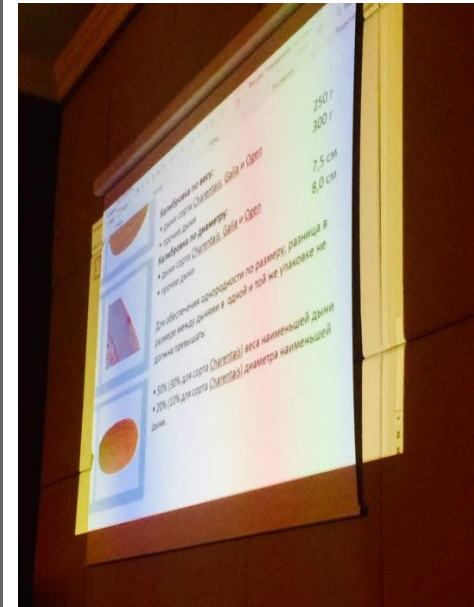 Калибровка по весу:
• дыни сорта Charentais, Galia и Ogen 250 г
• прочие дыни 300 г
Калибровка по диаметру:
• дыни сорта Charentais, Galia и Ogen 7,5 см
• прочие дыни 8,0 см
Для обеспечения однородности по размеру, разница в
размере между дынями в одной и той же упаковке не
должна превышать:
• 50% (30% для сорта Charentais) веса наименьшей дыни
• 20% (10% для сорта Charentais) диаметра наименьшей
дыни.